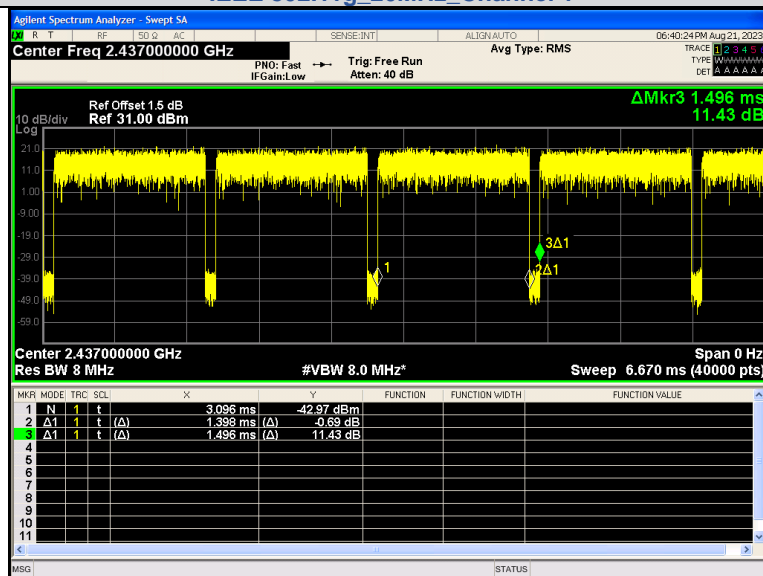 Agilent Spectrum Analyzer - Swept SA
R T RF 50 Ω AC SENSE:INT ALIGN AUTO 06:40:24 PM Aug 21, 2023
Center Freq 2.437000000 GHz Avg Type: RMS TRACE 1 2 3 4 5
PNO: Fast Trig: Free Run TYPE
IFGain:Low Atten: 40 dB DET A A A A A
ΔMkr3 1.496 ms
Ref Offset 1.5 dB
10 dB/div Ref 31.00 dBm 11.43 dB
Log
21.0
11.0
1.00
-9.00
-19.0
3Δ1
-29.0
1
2Δ1
-39.0
-49.0
-59.0
Center 2.437000000 GHz Span 0 Hz
Res BW 8 MHz #VBW 8.0 MHz* Sweep 6.670 ms (40000 pts)
MKR MODE TRC SCL X Y FUNCTION FUNCTION WIDTH FUNCTION VALUE
1 N 1 t 3.096 ms -42.97 dBm
2 Δ1 1 t (Δ) 1.398 ms (Δ) -0.69 dB
3 Δ1 1 t (Δ) 1.496 ms (Δ) 11.43 dB
4
5
6
7
8
9
10
11
MSG STATUS